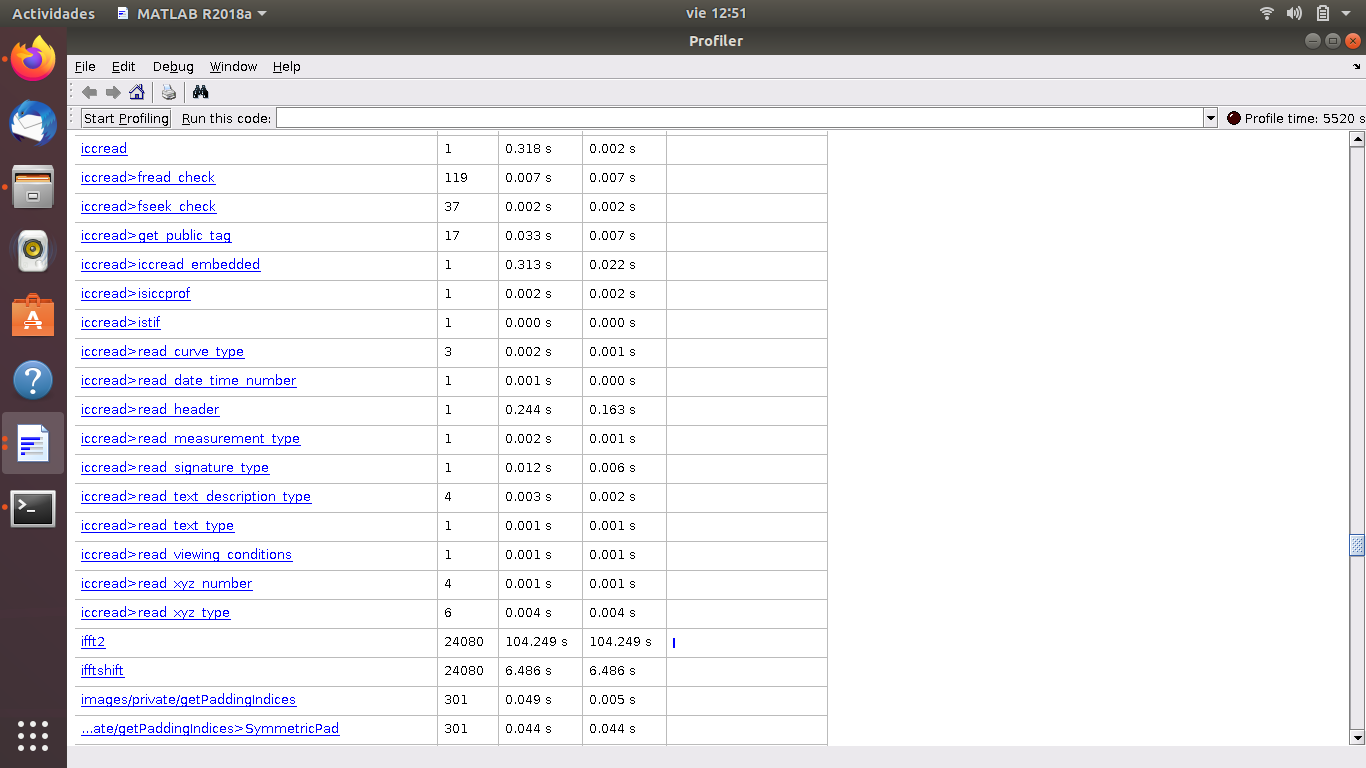 Actividades MATLAB R2018a vie 12:51
Profiler
File Edit Debug Window Help
Start Profiling Run this code: Profile time: 5520 s
iccread 1 0.318 s 0.002 s
iccread>fread_check 119 0.007 s 0.007 s
iccread>fseek_check 37 0.002 s 0.002 s
iccread>get_public_tag 17 0.033 s 0.007 s
iccread>iccread_embedded 1 0.313 s 0.022 s
iccread>isiccprof 1 0.002 s 0.002 s
iccread>istif 1 0.000 s 0.000 s
iccread>read_curve_type 3 0.002 s 0.001 s
iccread>read_date_time_number 1 0.001 s 0.000 s
iccread>read_header 1 0.244 s 0.163 s
iccread>read_measurement_type 1 0.002 s 0.001 s
iccread>read_signature_type 1 0.012 s 0.006 s
iccread>read_text_description_type 4 0.003 s 0.002 s
iccread>read_text_type 1 0.001 s 0.001 s
iccread>read_viewing_conditions 1 0.001 s 0.001 s
iccread>read_xyz_number 4 0.001 s 0.001 s
iccread>read_xyz_type 6 0.004 s 0.004 s
ifft2 24080 104.249 s 104.249 s
ifftshift 24080 6.486 s 6.486 s
images/private/getPaddingIndices 301 0.049 s 0.005 s
...ate/getPaddingIndices>SymmetricPad 301 0.044 s 0.044 s